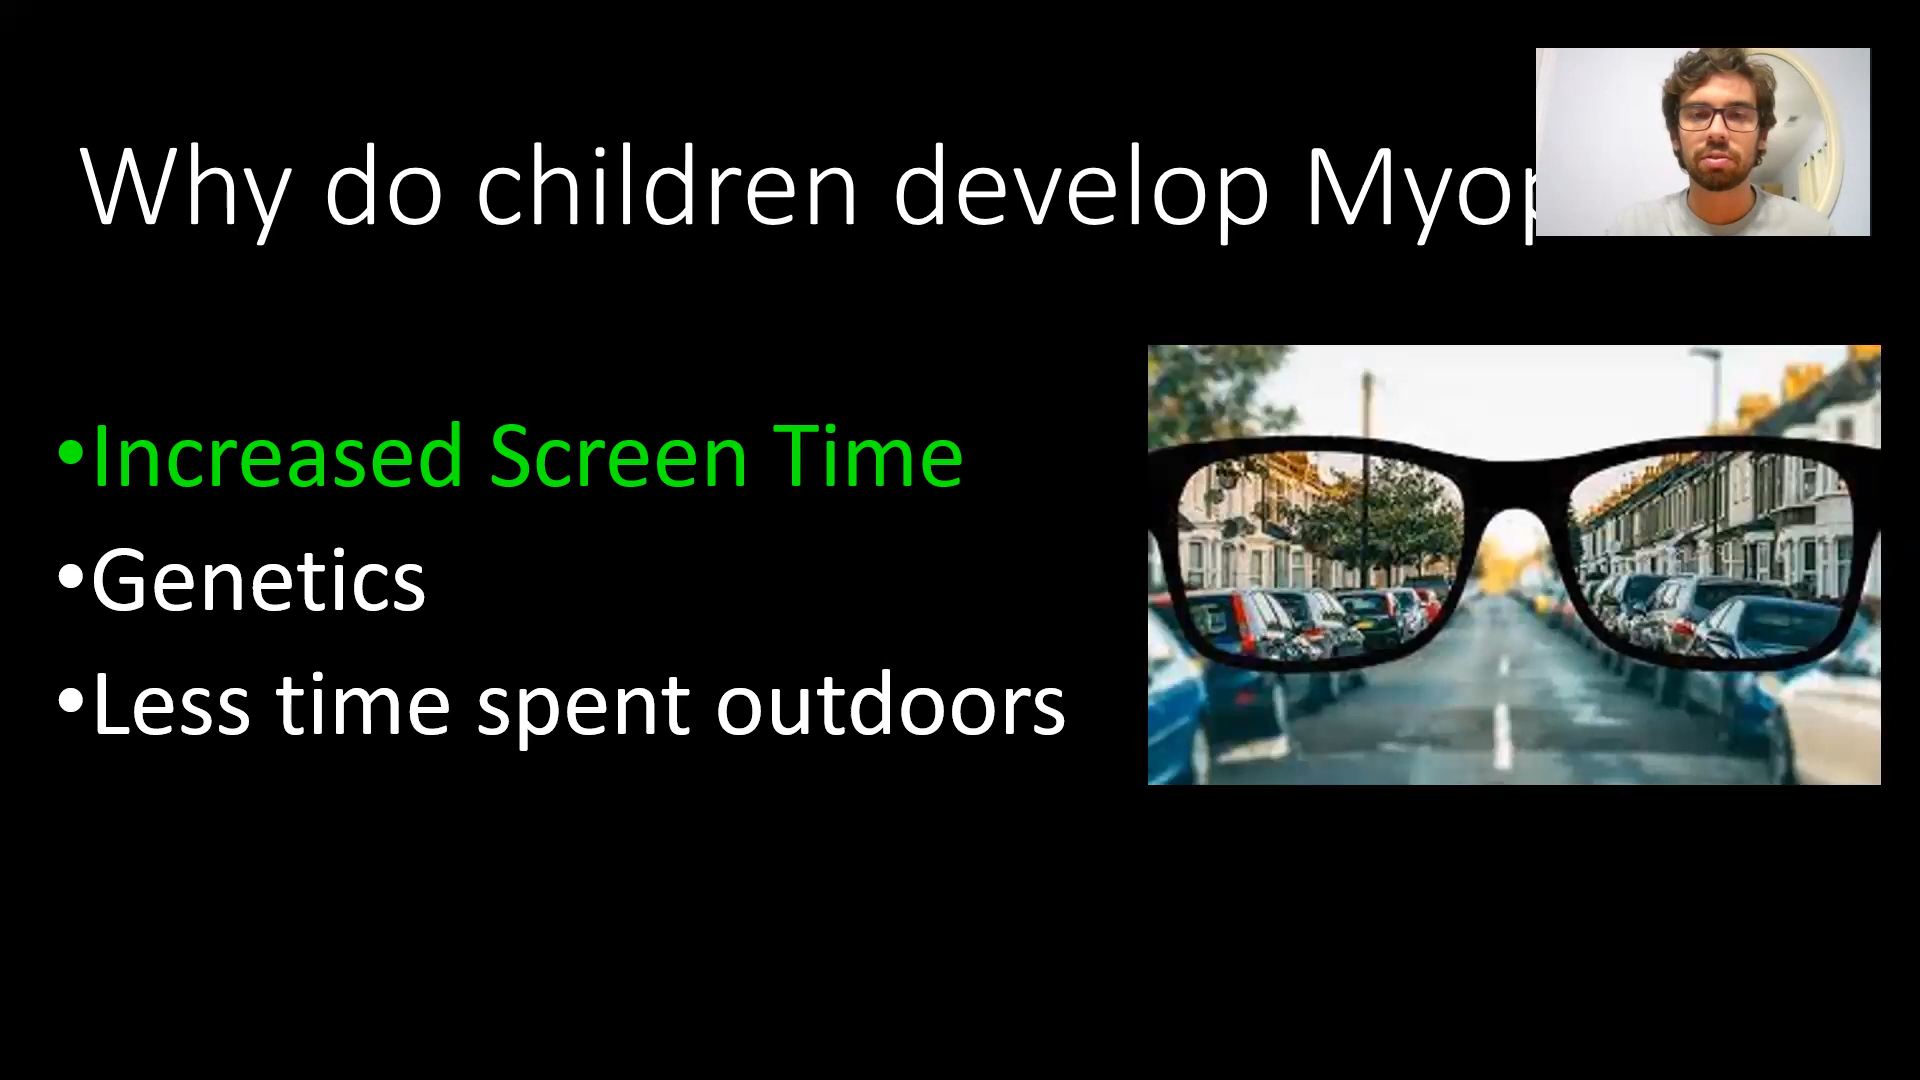 Why do children develop Myop
•Increased Screen Time
•Genetics
•Less time spent outdoors